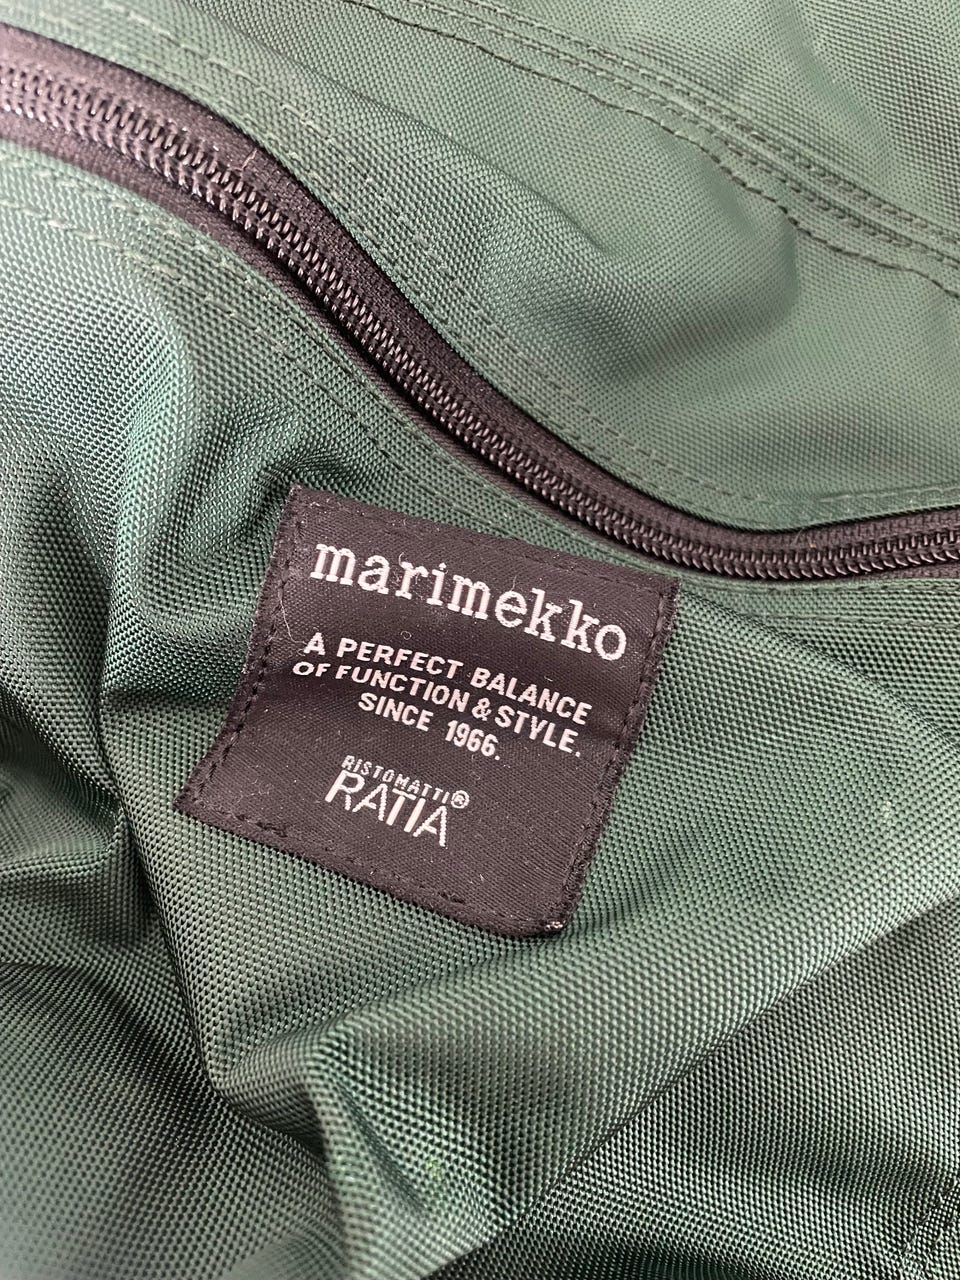 marimekko
A PERFECT BALANCE
OF FUNCTION & STYLE.
SINCE 1966.
RISTOMATTI®
RATIA